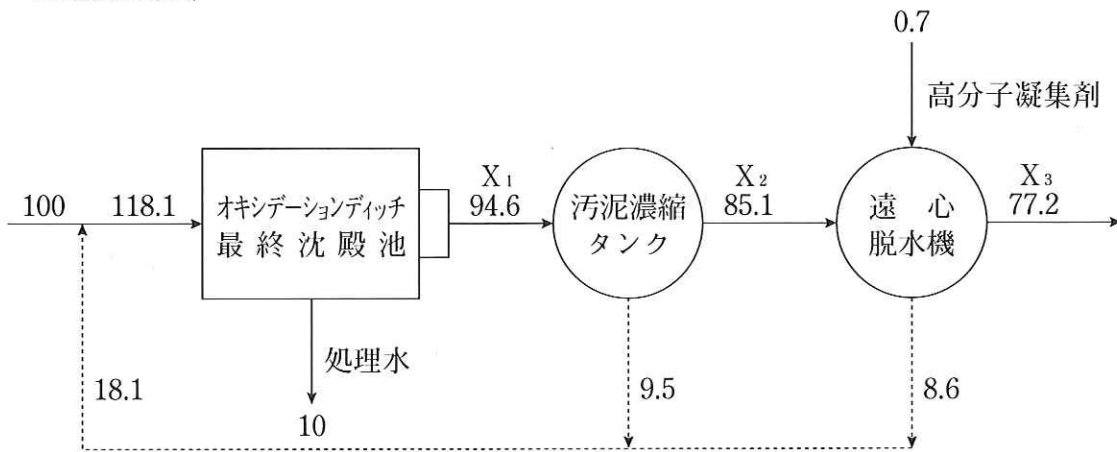 0.7
高分子凝集剤
100
118.1
オキシデーションディッチ
最終沈殿池
X₁
94.6
汚泥濃縮
タンク
X₂
85.1
遠心
脱水機
X₃
77.2
処理水
10
18.1
9.5
8.6